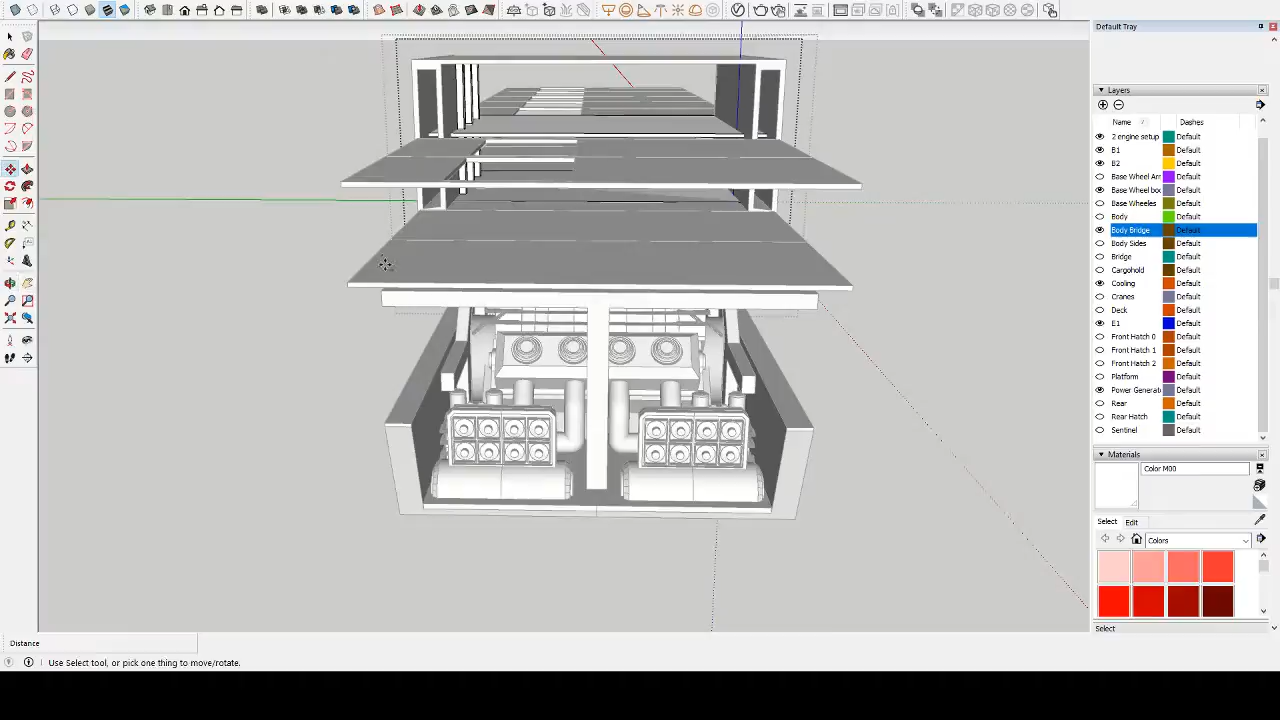 Default Tray
Layers
Name
Dashes
2 engine setup Default
B1 Default
B2 Default
Base Wheel Arr Default
Base Wheel boo Default
Base Wheeles Default
Body Default
Body Bridge Default
Body Sides Default
Bridge Default
Cargohold Default
Cooling Default
Cranes Default
Deck Default
E1 Default
Front Hatch 0 Default
Front Hatch 1 Default
Front Hatch 2 Default
Platform Default
Power Generat Default
Rear Default
Rear Hatch Default
Sentinel Default
Materials
Color M00
Select Edit
Colors
Select
Distance
Use Select tool, or pick one thing to move/rotate.